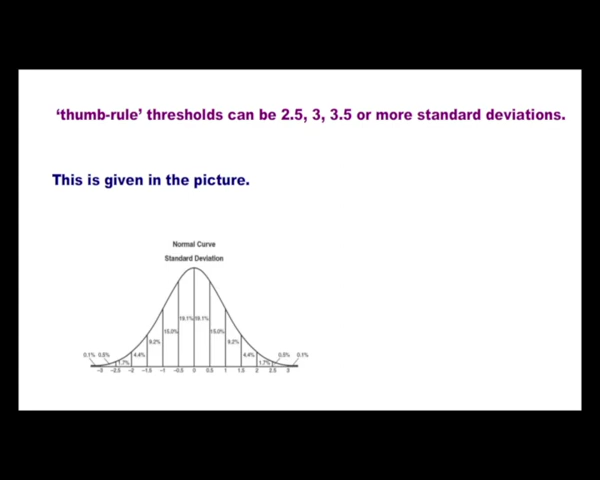 ‘thumb-rule’ thresholds can be 2.5, 3, 3.5 or more standard deviations.
This is given in the picture.
Normal Curve
Standard Deviation
19.1% 19.1%
15.0% 15.0%
9.2% 9.2%
0.1% 0.5% 4.4% 4.4% 0.5% 0.1%
1.7% 1.7%
-3 -2.5 -2 -1.5 -1 -0.5 0 0.5 1 1.5 2 2.5 3